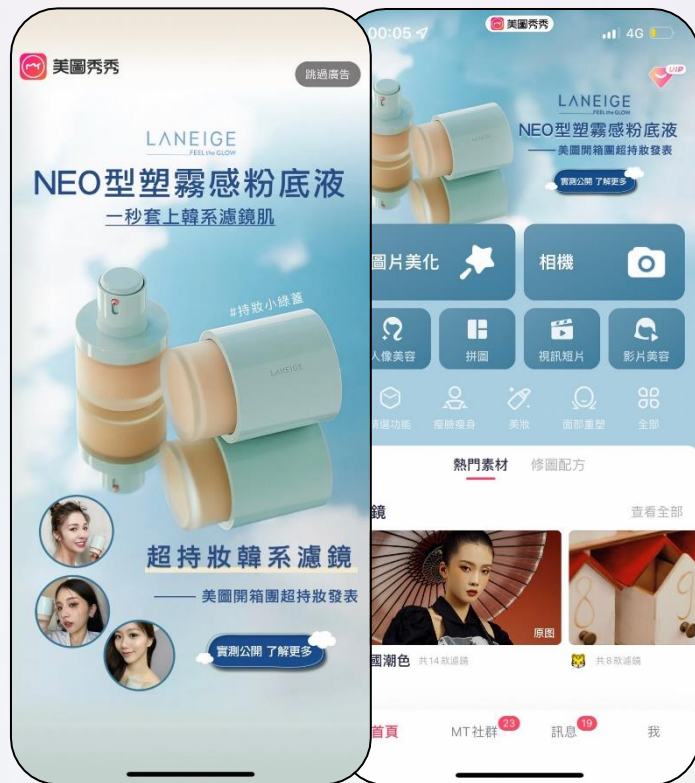 美圖秀秀
跳過廣告
LANEIGE
FEEL the GLOW
NEO型塑霧感粉底液
一秒套上韓系濾鏡肌
#持妝小綠蓋
LANEIGE
超持妝韓系濾鏡
美圖開箱團超持妝發表
實測公開 了解更多
00:05
美圖秀秀
4G
VIP
LANEIGE
FEEL the GLOW
NEO型塑霧感粉底液
美圖開箱團超持妝發表
實測公開 了解更多
圖片美化
相機
人像美容
拼圖
視訊短片
影片美容
精選功能
瘦臉瘦身
美妝
面部重塑
全部
熱門素材
修圖配方
鏡
查看全部
原图
8
9
國潮色
共14款濾鏡
共8款濾鏡
首頁
MT社群
23
訊息
19
我